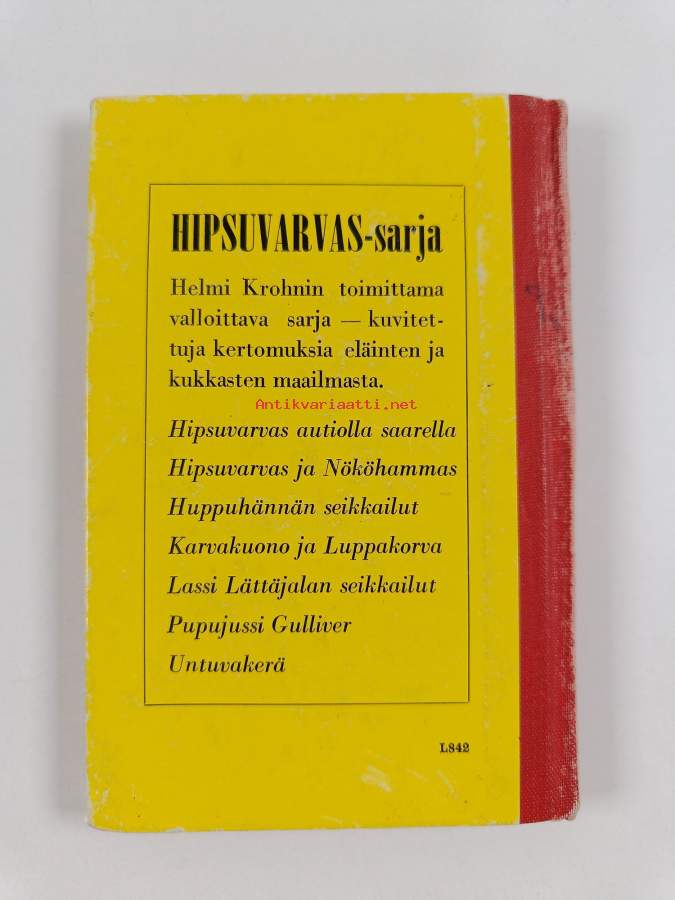 HIPSUVARVAS-sarja
Helmi Krohnin toimittama
valloittava sarja — kuvitet-
tuja kertomuksia eläinten ja
kukkasten maailmasta.
Antikvariaatti.net
Hipsuvarvas autiolla saarella
Hipsuvarvas ja Nököhammas
Huppuhännän seikkailut
Karvakuono ja Luppakorva
Lassi Lättäjalan seikkailut
Pupujussi Gulliver
Untuvakerä
L842